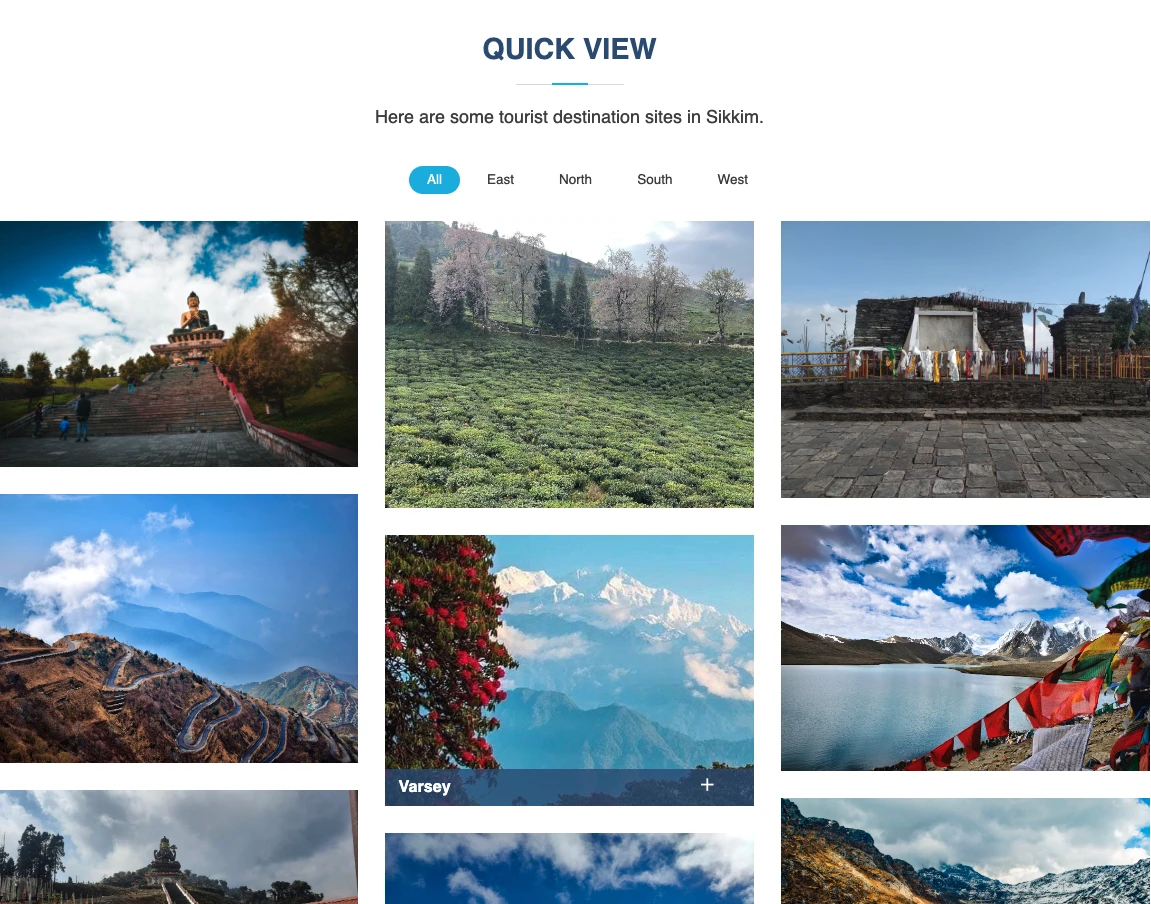 QUICK VIEW
Here are some tourist destination sites in Sikkim.
All East North South West
Varsey +